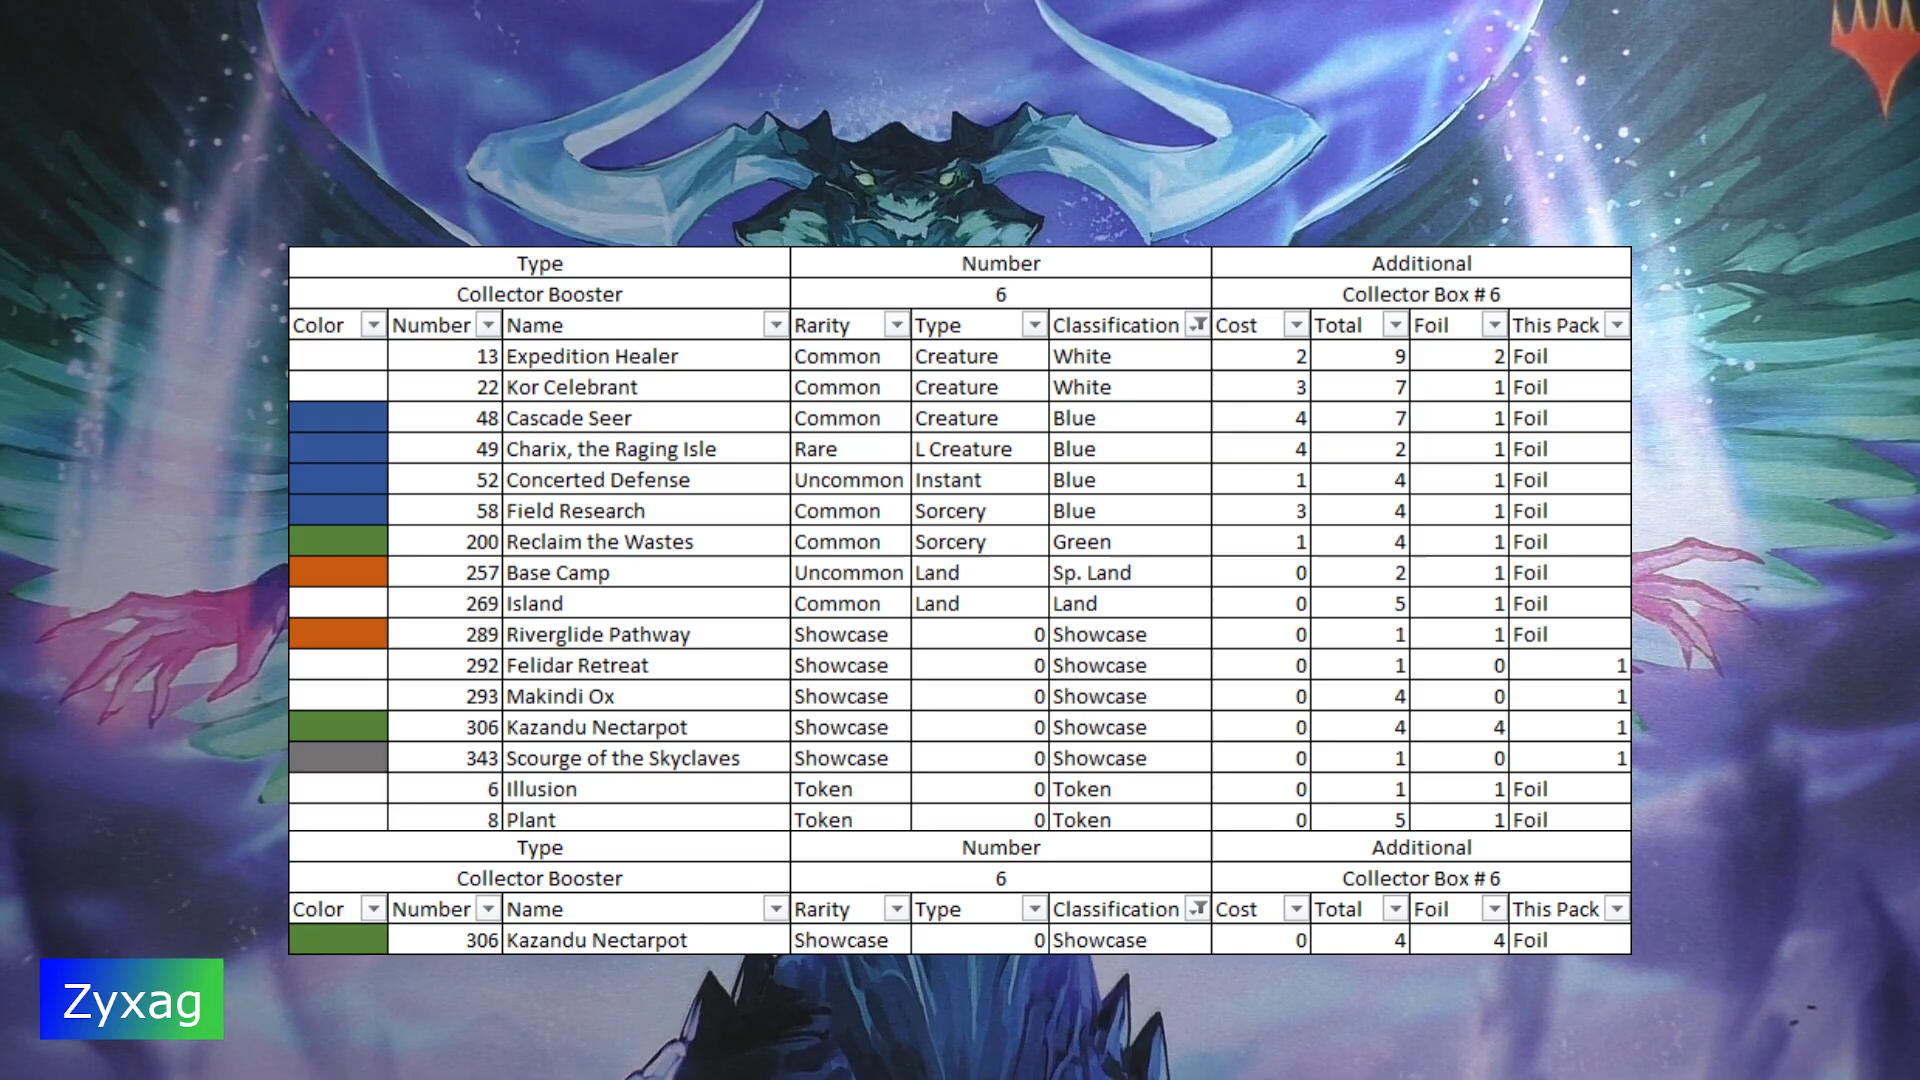 Type Number Additional
Collector Booster 6 Collector Box # 6
Color Number Name Rarity Type Classification Cost Total Foil This Pack
13 Expedition Healer Common Creature White 2 9 2 Foil
22 Kor Celebrant Common Creature White 3 7 1 Foil
48 Cascade Seer Common Creature Blue 4 7 1 Foil
49 Charix, the Raging Isle Rare L Creature Blue 4 2 1 Foil
52 Concerted Defense Uncommon Instant Blue 1 4 1 Foil
58 Field Research Common Sorcery Blue 3 4 1 Foil
200 Reclaim the Wastes Common Sorcery Green 1 4 1 Foil
257 Base Camp Uncommon Land Sp. Land 0 2 1 Foil
269 Island Common Land Land 0 5 1 Foil
289 Riverglide Pathway Showcase 0 Showcase 0 1 1 Foil
292 Felidar Retreat Showcase 0 Showcase 0 1 0 1
293 Makindi Ox Showcase 0 Showcase 0 4 0 1
306 Kazandu Nectarpot Showcase 0 Showcase 0 4 4 1
343 Scourge of the Skyclaves Showcase 0 Showcase 0 1 0 1
6 Illusion Token 0 Token 0 1 1 Foil
8 Plant Token 0 Token 0 5 1 Foil
Type Number Additional
Collector Booster 6 Collector Box # 6
Color Number Name Rarity Type Classification Cost Total Foil This Pack
306 Kazandu Nectarpot Showcase 0 Showcase 0 4 4 Foil
Zyxag